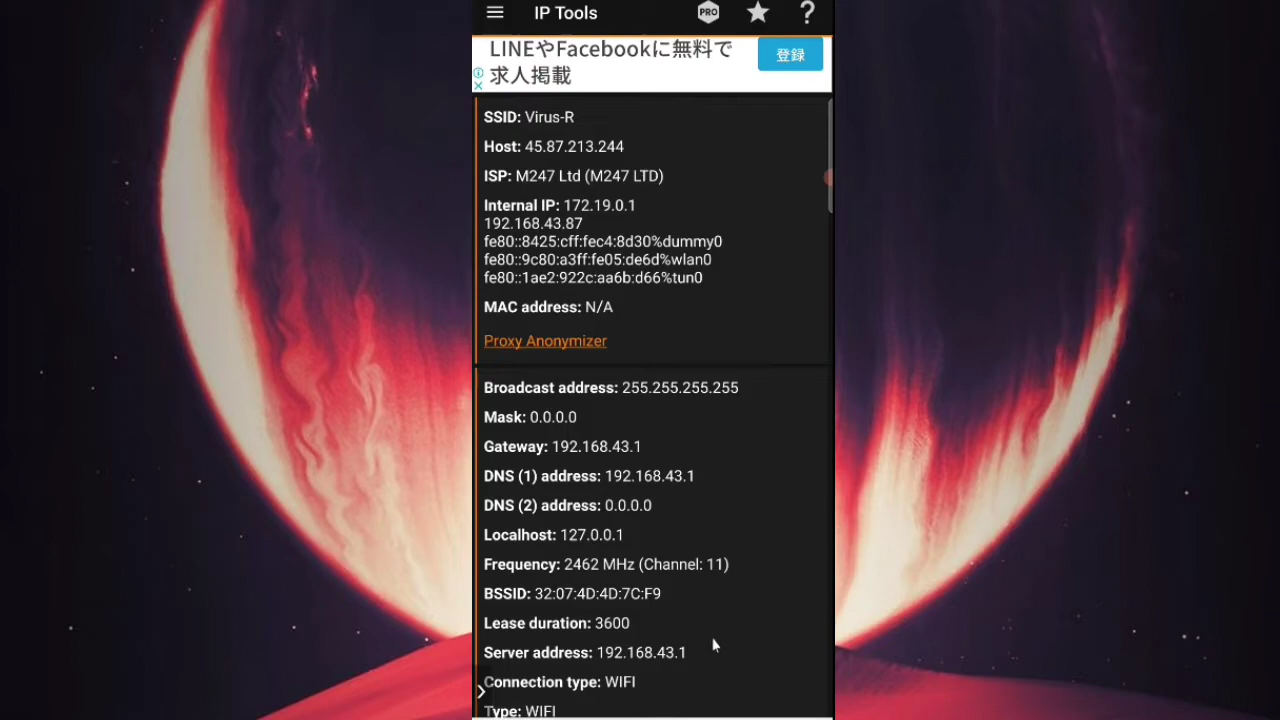 IP Tools
PRO
?
LINEやFacebookに無料で
求人掲載
登録
SSID: Virus-R
Host: 45.87.213.244
ISP: M247 Ltd (M247 LTD)
Internal IP: 172.19.0.1
192.168.43.87
fe80::8425:cff:fec4:8d30%dummy0
fe80::9c80:a3ff:fe05:de6d%wlan0
fe80::1ae2:922c:aa6b:d66%tun0
MAC address: N/A
Proxy Anonymizer
Broadcast address: 255.255.255.255
Mask: 0.0.0.0
Gateway: 192.168.43.1
DNS (1) address: 192.168.43.1
DNS (2) address: 0.0.0.0
Localhost: 127.0.0.1
Frequency: 2462 MHz (Channel: 11)
BSSID: 32:07:4D:4D:7C:F9
Lease duration: 3600
Server address: 192.168.43.1
Connection type: WIFI
Type: WIFI